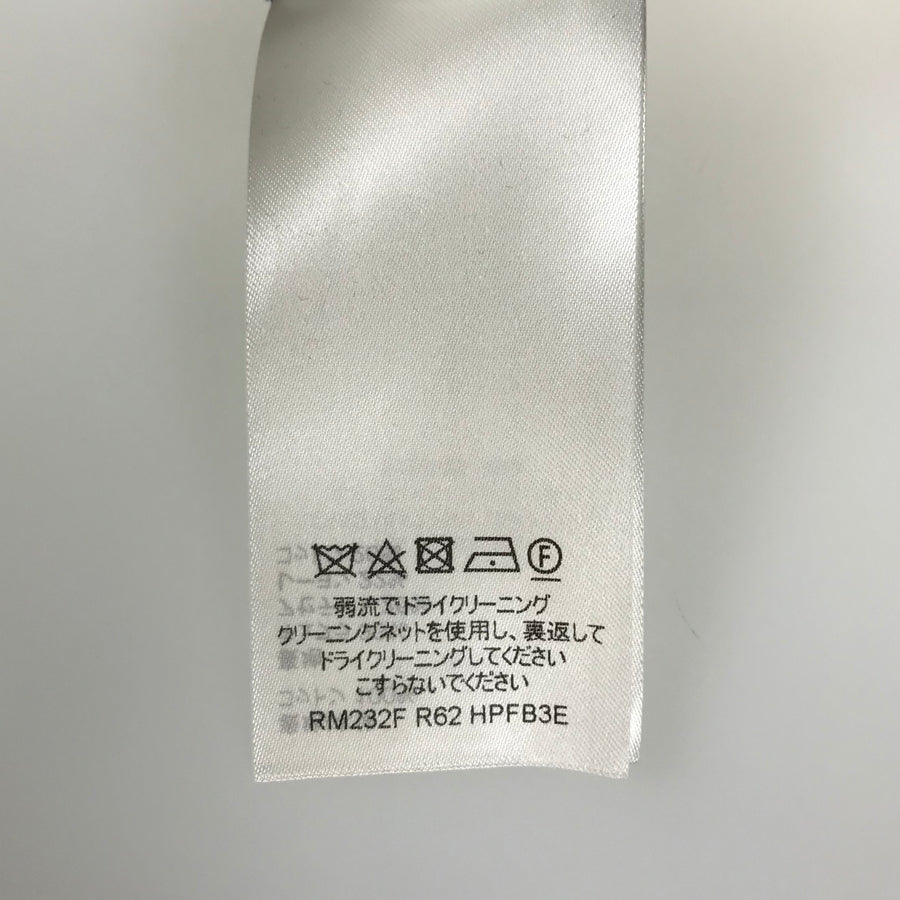 F
弱流でドライクリーニング
クリーニングネットを使用し、裏返して
ドライクリーニングしてください
こすらないでください
RM232F R62 HPFB3E